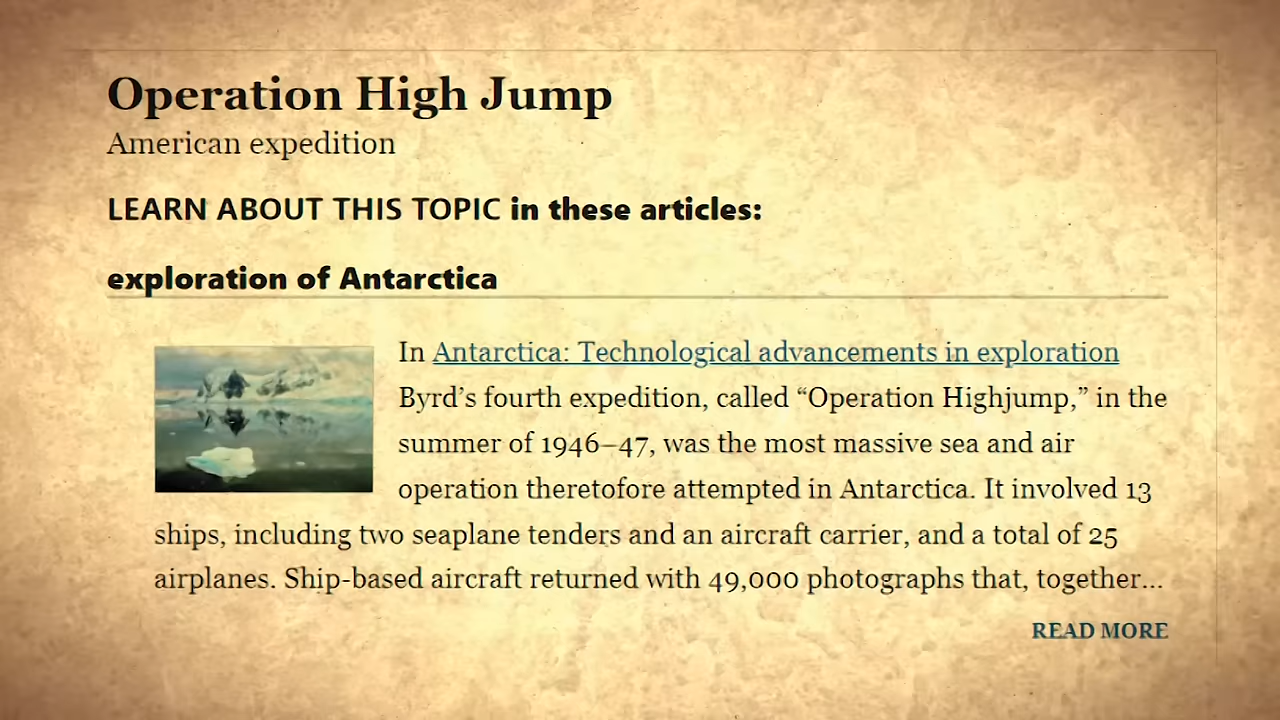 Operation High Jump
American expedition
LEARN ABOUT THIS TOPIC in these articles:
exploration of Antarctica
In Antarctica: Technological advancements in exploration
Byrd’s fourth expedition, called “Operation Highjump,” in the
summer of 1946–47, was the most massive sea and air
operation theretofore attempted in Antarctica. It involved 13
ships, including two seaplane tenders and an aircraft carrier, and a total of 25
airplanes. Ship-based aircraft returned with 49,000 photographs that, together...
READ MORE